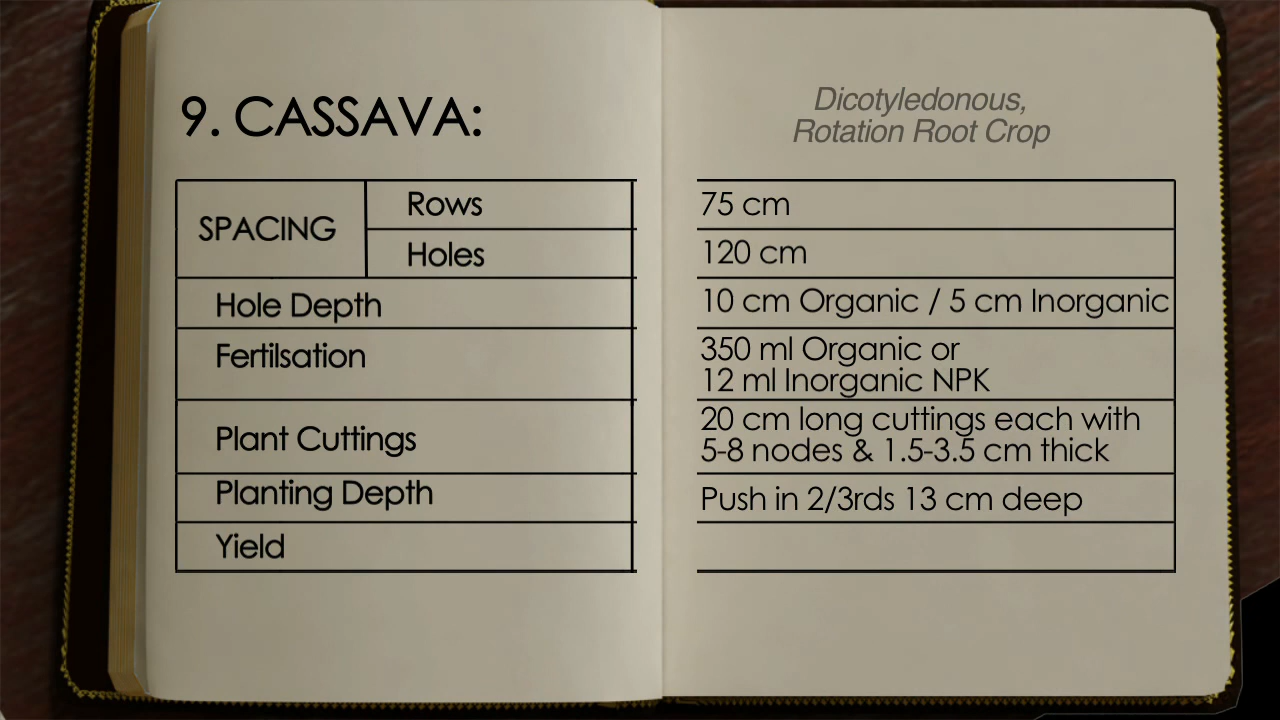 9. CASSAVA:
Dicotyledonous,
Rotation Root Crop
SPACING
Rows
75 cm
Holes
120 cm
Hole Depth
10 cm Organic / 5 cm Inorganic
Fertilsation
350 ml Organic or
12 ml Inorganic NPK
Plant Cuttings
20 cm long cuttings each with
5-8 nodes & 1.5-3.5 cm thick
Planting Depth
Push in 2/3rds 13 cm deep
Yield